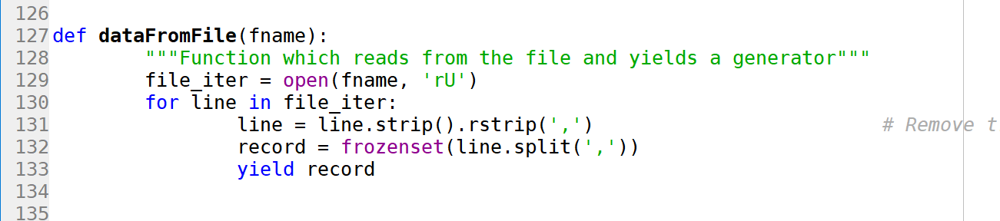 126
127 def dataFromFile(fname):
128         """Function which reads from the file and yields a generator"""
129         file_iter = open(fname, 'rU')
130         for line in file_iter:
131                 line = line.strip().rstrip(',')                         # Remove t
132                 record = frozenset(line.split(','))
133                 yield record
134
135